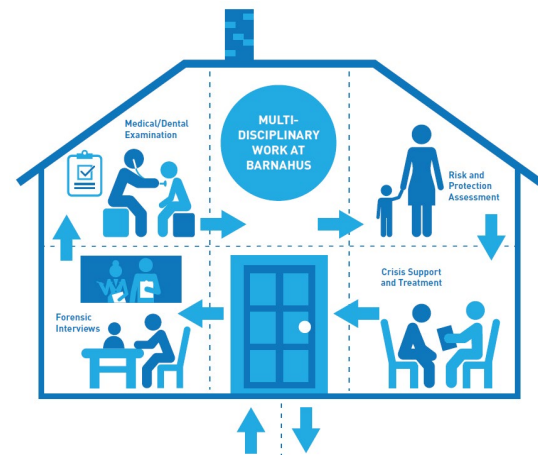 MULTI-
DISCIPLINARY
WORK AT
BARNAHUS
Medical/Dental
Examination
Risk and
Protection
Assessment
Crisis Support
and Treatment
Forensic
Interviews